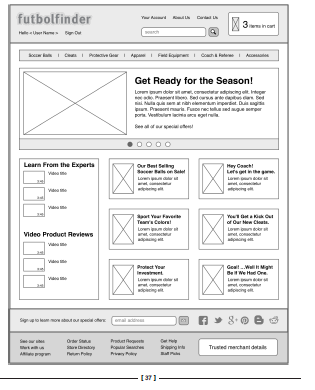 futbolfinder
Your Account About Us Contact Us
Hello < User Name > Sign Out
search
3 items in cart
Soccer Balls | Cleats | Protective Gear | Apparel | Field Equipment | Coach & Referee | Accessories
Get Ready for the Season!
Lorem ipsum dolor sit amet, consectetur adipiscing elit. Integer
nec odio. Praesent libero. Sed cursus ante dapibus diam. Sed
nisi. Nulla quis sem at nibh elementum imperdiet. Duis sagittis
ipsum. Praesent mauris. Fusce nec tellus sed augue semper
porta. Vestibulum lacinia arcu eget nulla.
See all of our special offers!
Learn From the Experts
Video title
Video title
Video title
Video Product Reviews
Video title
Video title
Video title
Our Best Selling
Soccer Balls on Sale!
Lorem ipsum dolor sit
amet, consectetur
adipiscing elit.
Hey Coach!
Let's get in the game.
Lorem ipsum dolor sit
amet, consectetur
adipiscing elit.
Sport Your Favorite
Team's Colors!
Lorem ipsum dolor sit
amet, consectetur
adipiscing elit.
You'll Get a Kick Out
of Our New Cleats.
Lorem ipsum dolor sit
amet, consectetur
adipiscing elit.
Protect Your
Investment.
Lorem ipsum dolor sit
amet, consectetur
adipiscing elit.
Goal! ...Well It Might
Be if We Had One.
Lorem ipsum dolor sit
amet, consectetur
adipiscing elit.
Sign up to learn more about our special offers:
email address
See our sites
Work with us
Affiliate program
Order Status
Store Directory
Return Policy
Product Requests
Popular Searches
Privacy Policy
Get Help
Shipping Info
Staff Picks
Trusted merchant details
[ 37 ]